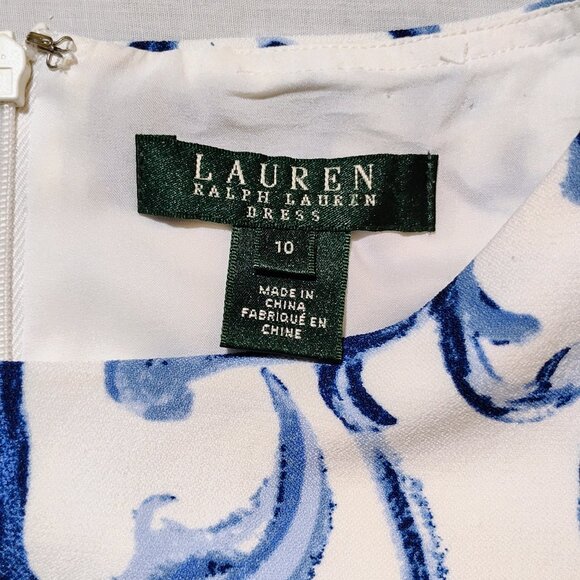 LAUREN
RALPH LAUREN
DRESS
10
MADE IN
CHINA
FABRIQUÉ EN
CHINE